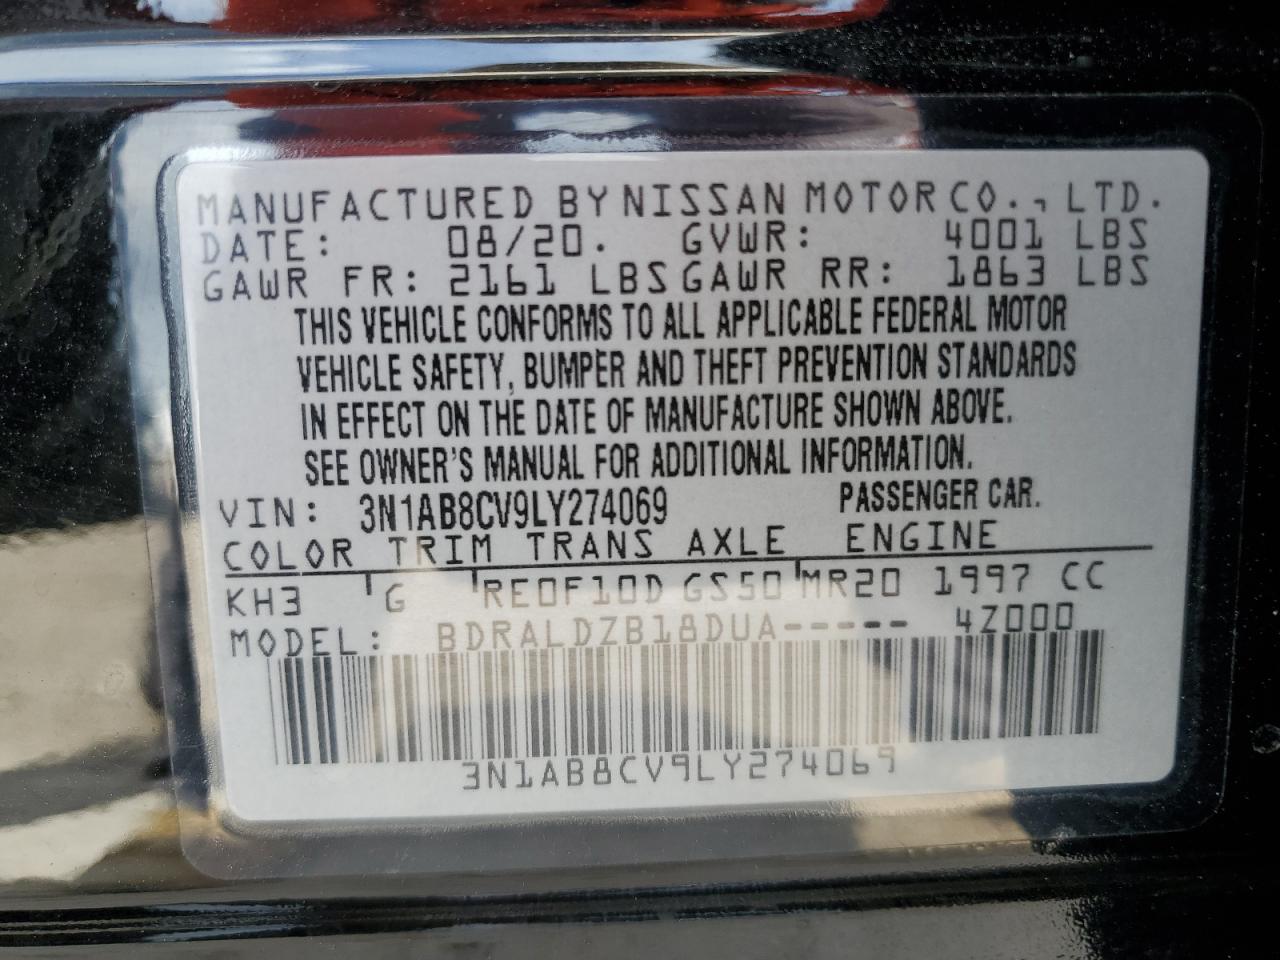 MANUFACTURED BY NISSAN MOTOR CO., LTD.
DATE: 08/20. GVWR: 4001 LBS
GAWR FR: 2161 LBS GAWR RR: 1863 LBS
THIS VEHICLE CONFORMS TO ALL APPLICABLE FEDERAL MOTOR
VEHICLE SAFETY, BUMPER AND THEFT PREVENTION STANDARDS
IN EFFECT ON THE DATE OF MANUFACTURE SHOWN ABOVE.
SEE OWNER'S MANUAL FOR ADDITIONAL INFORMATION.
VIN: 3N1AB8CV9LY274069 PASSENGER CAR.
COLOR TRIM TRANS AXLE ENGINE
KH3 G RE0F10D GS50 MR20 1997 CC
MODEL: BDRALDZB18DUA----- 4Z000
3N1AB8CV9LY274069